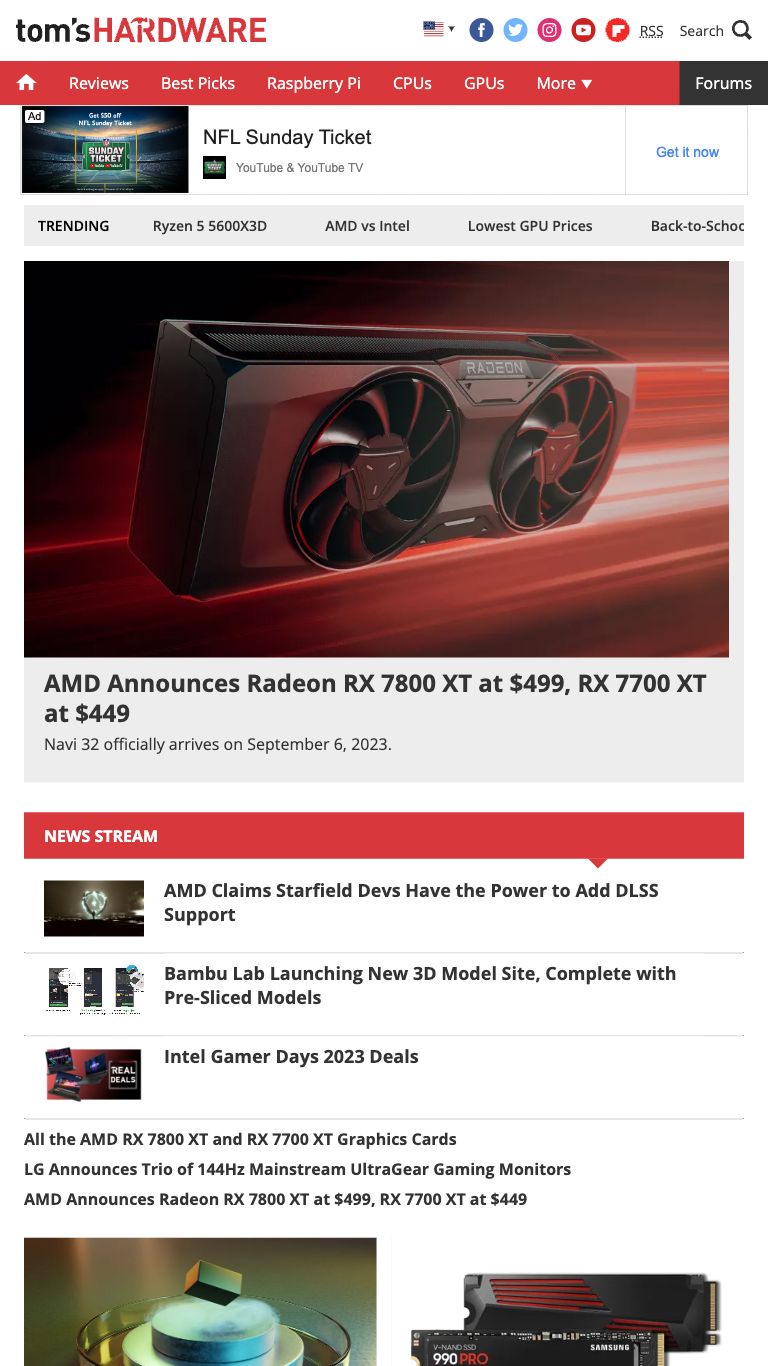 tom'sHARDWARE
RSS
Search
Reviews
Best Picks
Raspberry Pi
CPUs
GPUs
More
Forums
Ad
Get $50 off
NFL Sunday Ticket
SUNDAY
TICKET
NFL Sunday Ticket
YouTube & YouTube TV
Get it now
TRENDING
Ryzen 5 5600X3D
AMD vs Intel
Lowest GPU Prices
Back-to-Schoo
RADEON
AMD Announces Radeon RX 7800 XT at $499, RX 7700 XT
at $449
Navi 32 officially arrives on September 6, 2023.
NEWS STREAM
AMD Claims Starfield Devs Have the Power to Add DLSS
Support
Bambu Lab Launching New 3D Model Site, Complete with
Pre-Sliced Models
REAL
DEALS
Intel Gamer Days 2023 Deals
All the AMD RX 7800 XT and RX 7700 XT Graphics Cards
LG Announces Trio of 144Hz Mainstream UltraGear Gaming Monitors
AMD Announces Radeon RX 7800 XT at $499, RX 7700 XT at $449
V-NAND SSD
990 PRO
SAMSUNG